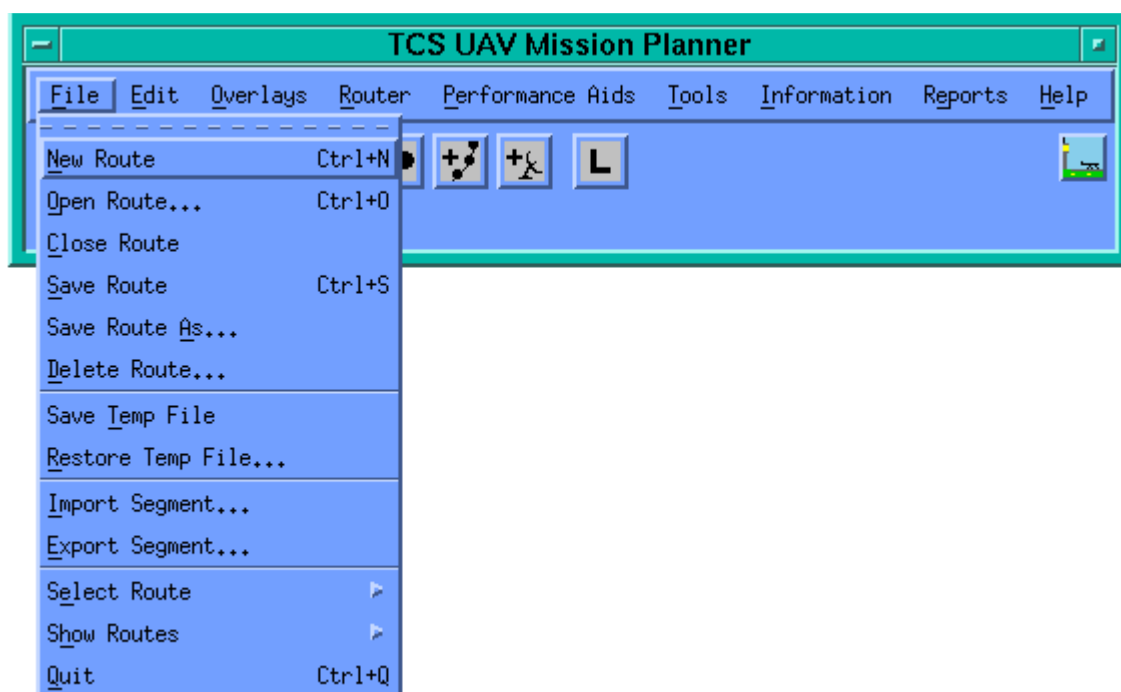 TCS UAV Mission Planner
File Edit Overlays Router Performance Aids Tools Information Reports Help
L
New Route Ctrl+N
Open Route... Ctrl+O
Close Route
Save Route Ctrl+S
Save Route As...
Delete Route...
Save Temp File
Restore Temp File...
Import Segment...
Export Segment...
Select Route
Show Routes
Quit Ctrl+Q